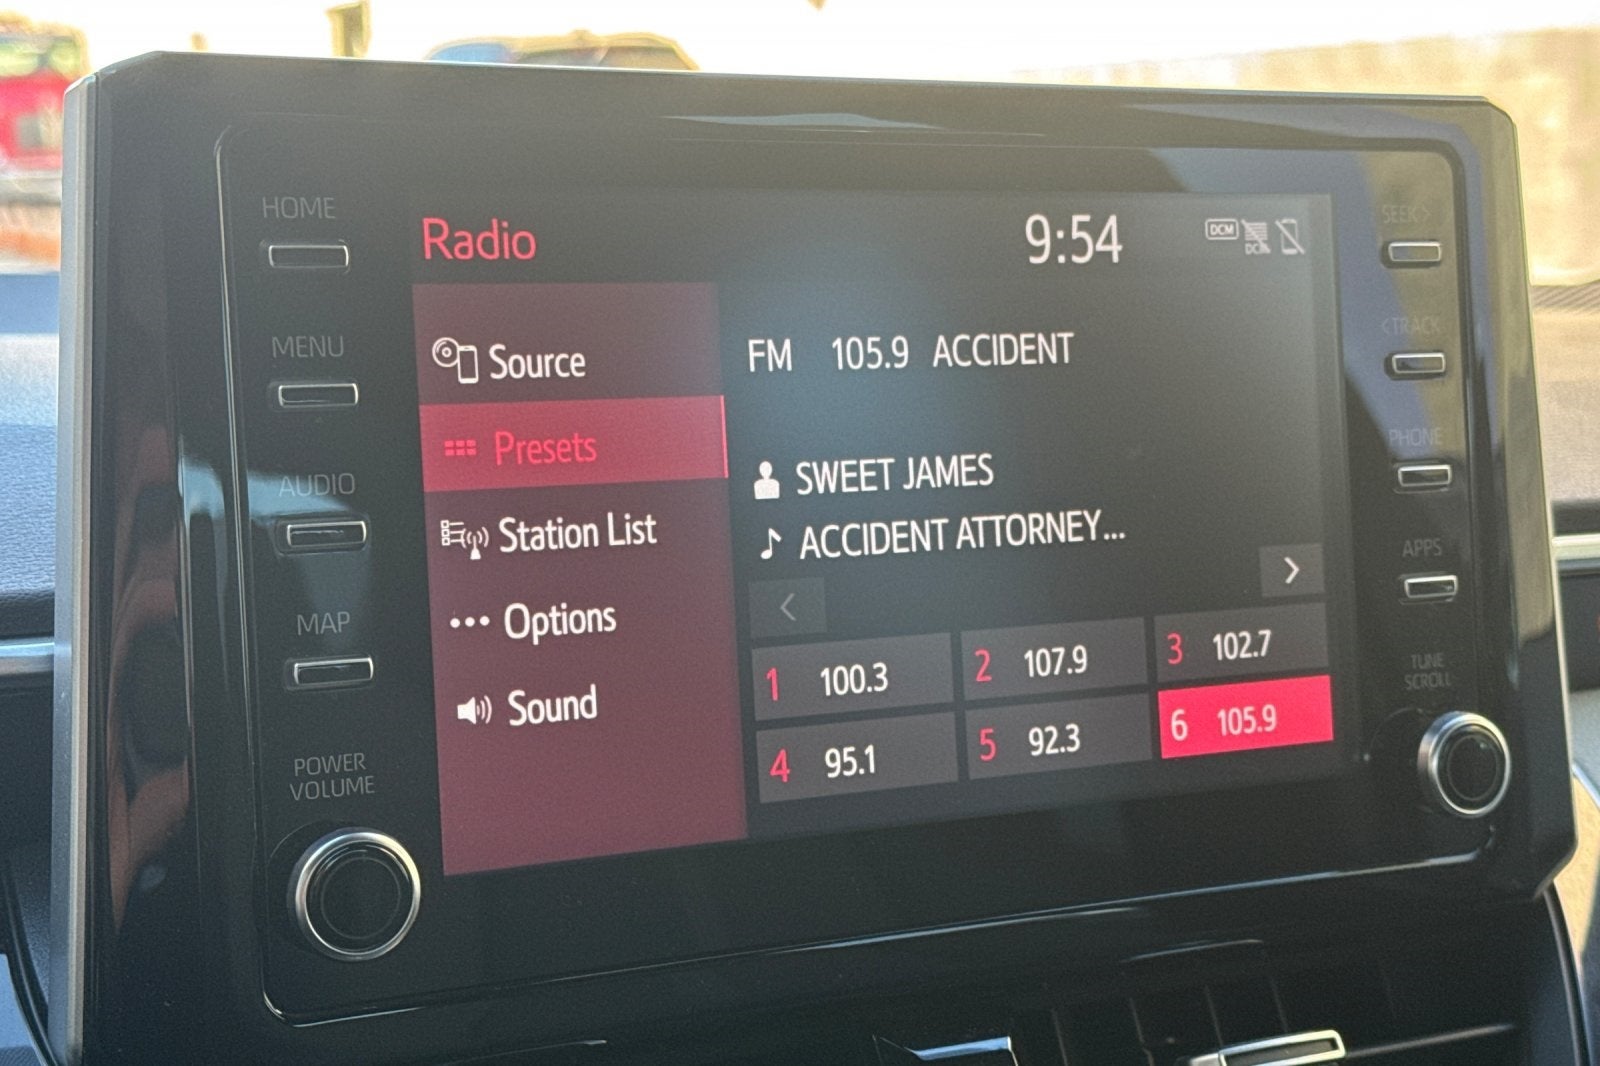 HOME
Radio
9:54
DCM
DCM
SEEK>
MENU
<TRACK
Source
FM 105.9 ACCIDENT
Presets
PHONE
SWEET JAMES
AUDIO
Station List
ACCIDENT ATTORNEY...
APPS
MAP
Options
<
>
1 100.3
2 107.9
3 102.7
TUNE
SCROLL
Sound
4 95.1
5 92.3
6 105.9
POWER
VOLUME